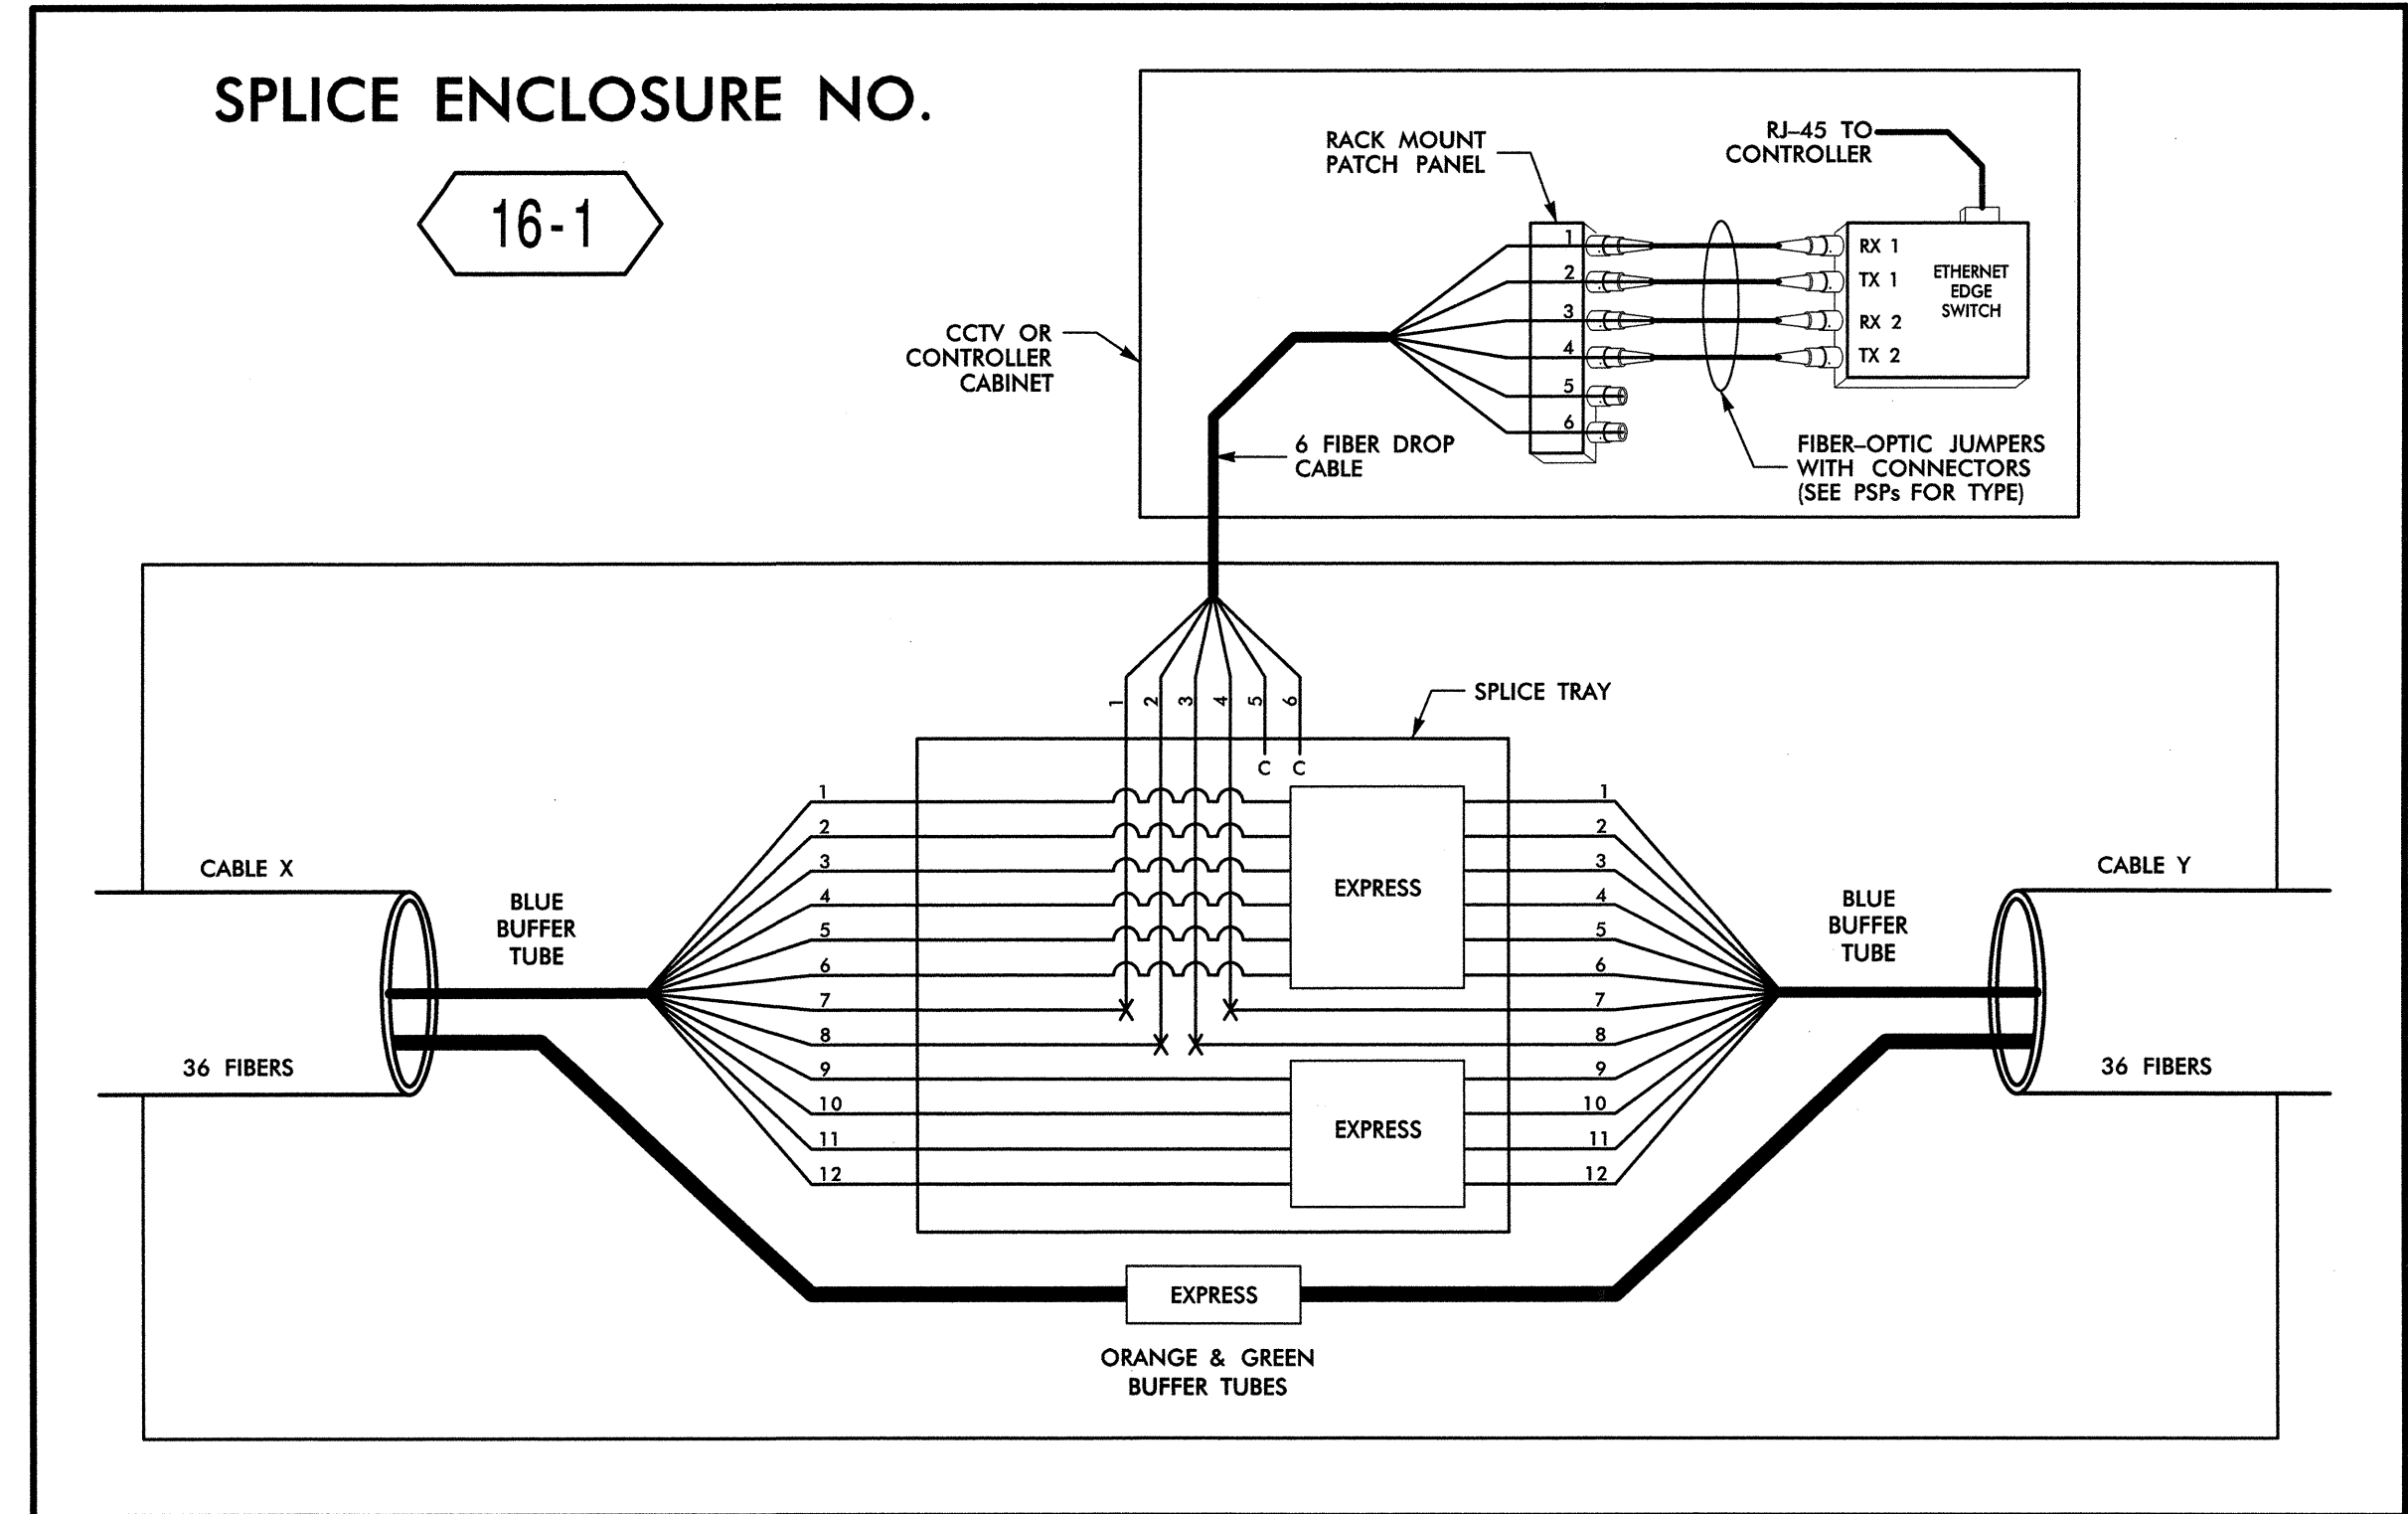 SPLICE ENCLOSURE NO.
16-1
RACK MOUNT
PATCH PANEL
RJ-45 TO
CONTROLLER
1
2
3
4
5
6
RX 1
TX 1
RX 2
TX 2
ETHERNET
EDGE
SWITCH
CCTV OR
CONTROLLER
CABINET
6 FIBER DROP
CABLE
FIBER-OPTIC JUMPERS
WITH CONNECTORS
(SEE PSPs FOR TYPE)
1 2 3 4 5 6
SPLICE TRAY
C C
CABLE X
36 FIBERS
BLUE
BUFFER
TUBE
1
2
3
4
5
6
7
8
9
10
11
12
EXPRESS
EXPRESS
1
2
3
4
5
6
7
8
9
10
11
12
BLUE
BUFFER
TUBE
CABLE Y
36 FIBERS
EXPRESS
ORANGE & GREEN
BUFFER TUBES